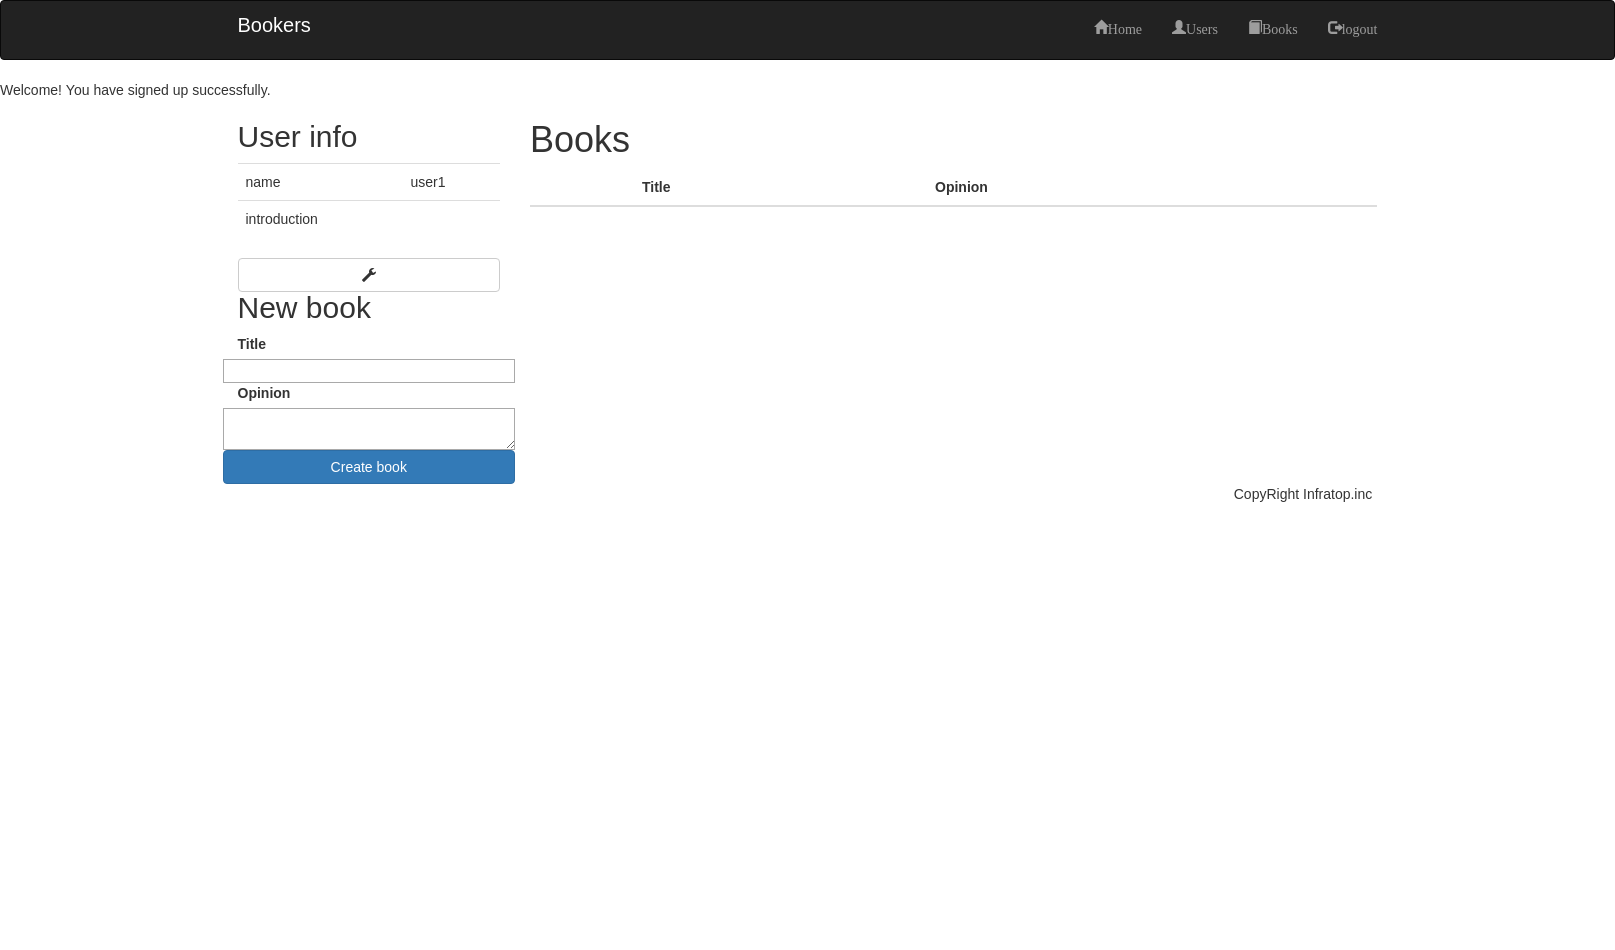 Bookers
Home Users Books logout
Welcome! You have signed up successfully.
User info
name user1
introduction
New book
Title
Opinion
Create book
Books
Title Opinion
CopyRight Infratop.inc